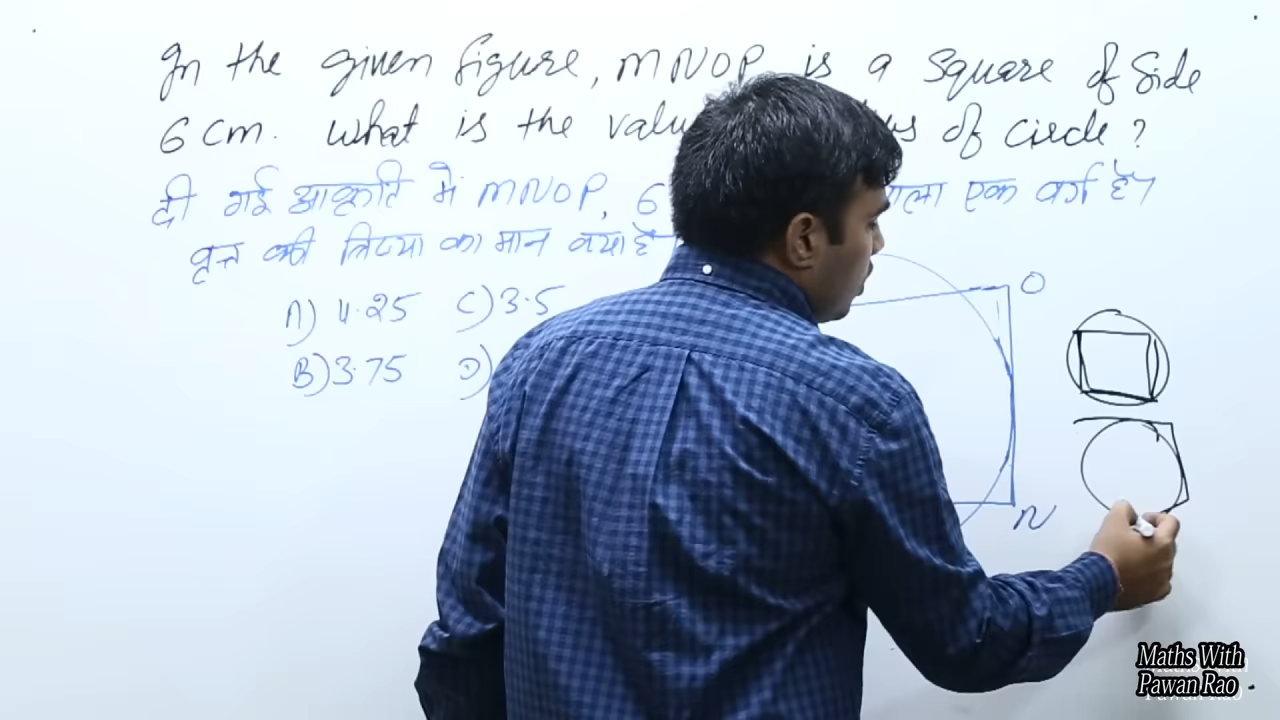 In the given figure, MNOP is a square of side
6 cm. What is the of circle?
दी गई आकृति में MNOP, 6 एक वर्ग है।
वृत्त की त्रिज्या का मान क्या है
A) 4.25 C) 3.5
B) 3.75 D)
O
N
Maths With
Pawan Rao